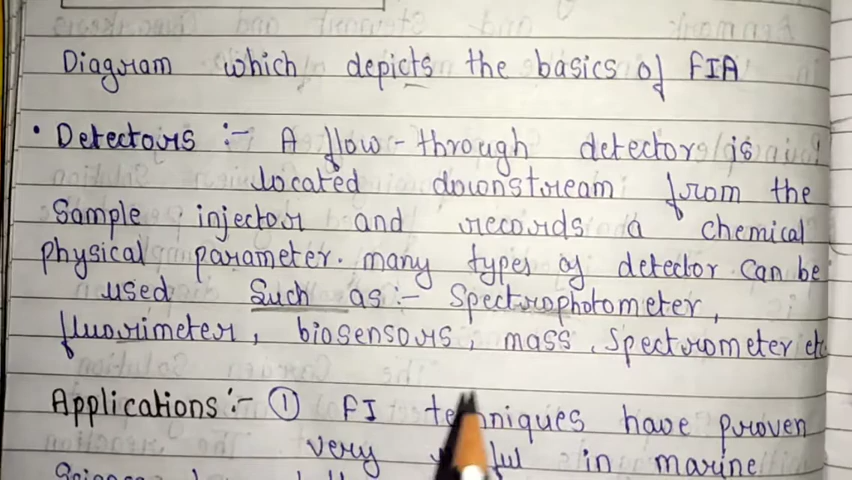 Diagram which depicts the basics of FIA
• Detectors :- A flow-through detector is
located downstream from the
Sample injector and records a chemical
physical parameter. many types of detector can be
used Such as:- Spectrophotometer,
fluorimeter, biosensors, mass, Spectrometer etc
Applications :- ① FI techniques have proven
very in marine